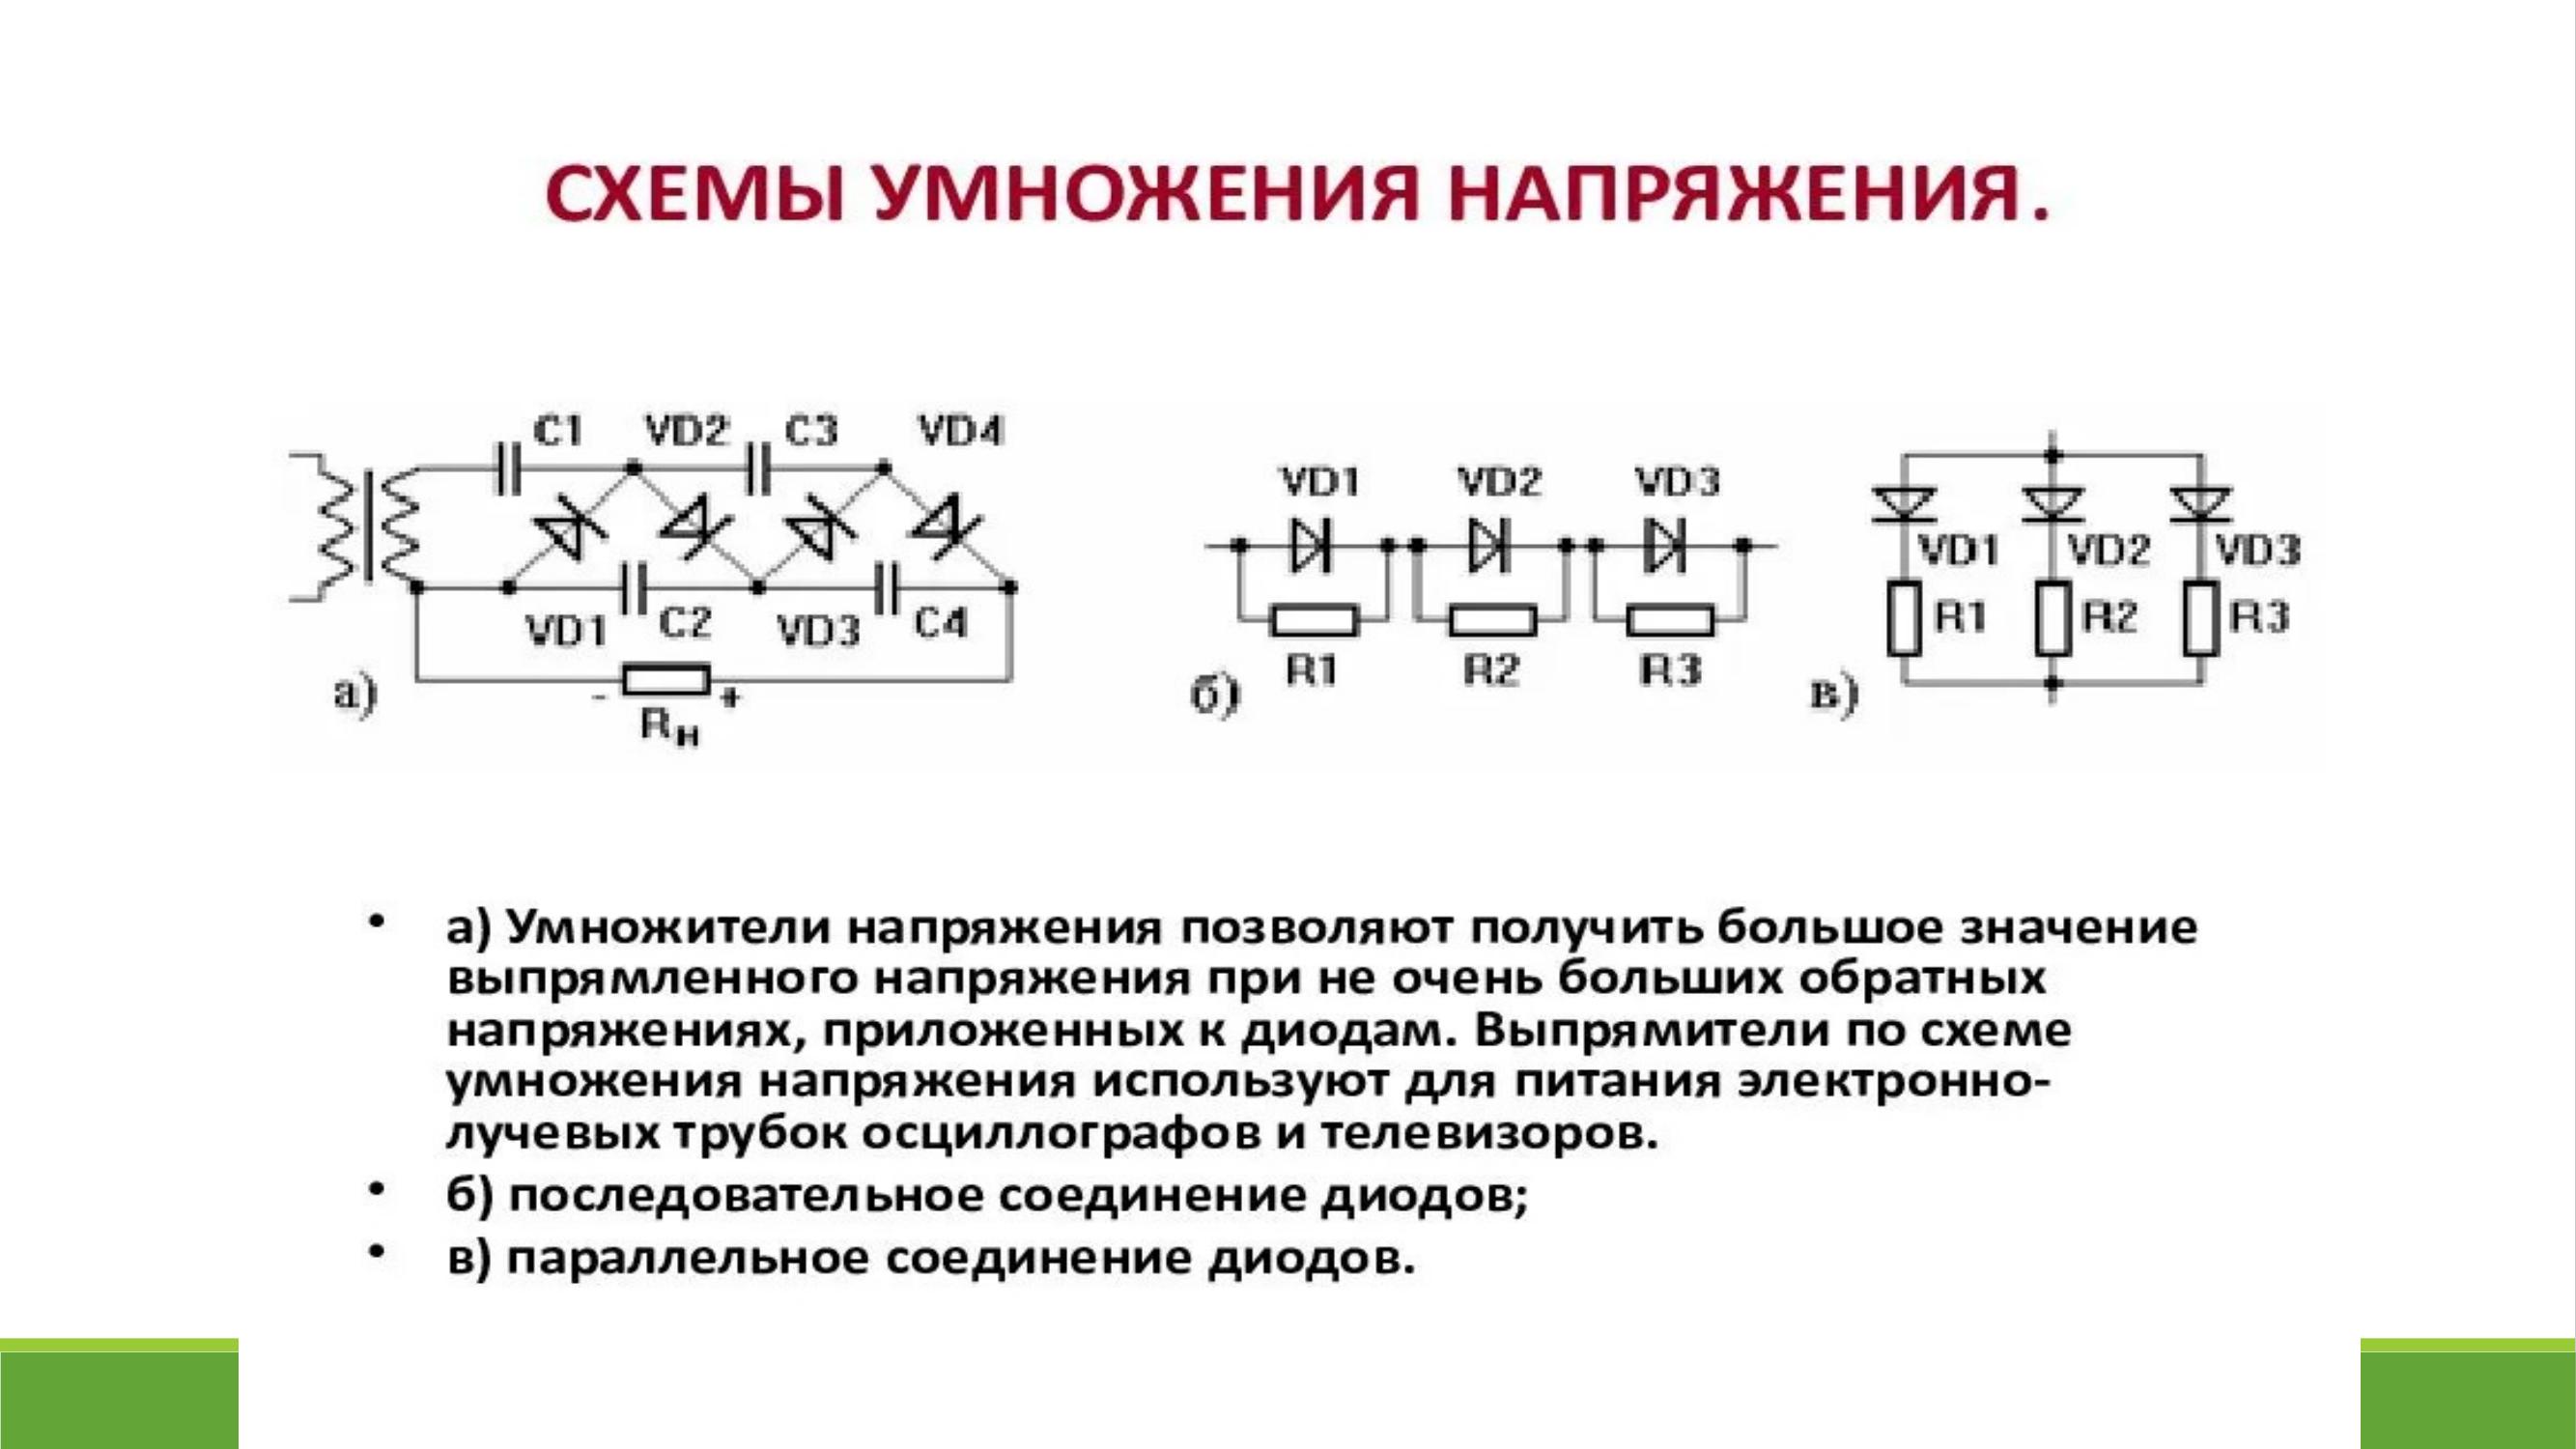 СХЕМЫ УМНОЖЕНИЯ НАПРЯЖЕНИЯ.
C1 VD2 C3 VD4
VD1 C2 VD3 C4
- +
Rн
а)
VD1 VD2 VD3
R1 R2 R3
б)
VD1 VD2 VD3
R1 R2 R3
в)
• а) Умножители напряжения позволяют получить большое значение
выпрямленного напряжения при не очень больших обратных
напряжениях, приложенных к диодам. Выпрямители по схеме
умножения напряжения используют для питания электронно-
лучевых трубок осциллографов и телевизоров.
• б) последовательное соединение диодов;
• в) параллельное соединение диодов.